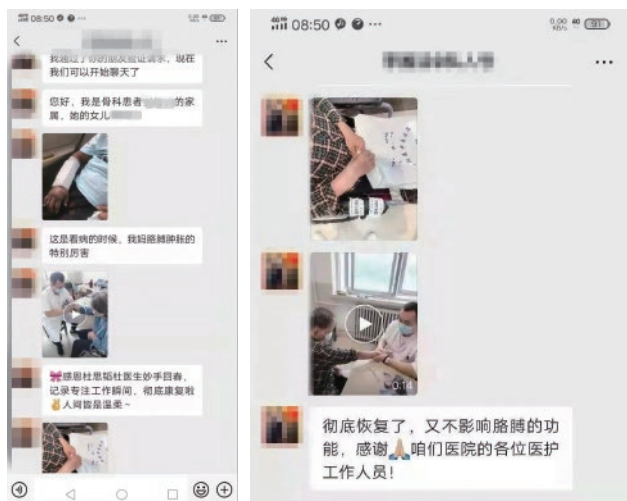 08:50
我通过了你的朋友验证请求，现在
我们可以开始聊天了
您好，我是骨科患者
的家
属，她的女儿
这是看病的时候，我妈胳膊肿胀的
特别厉害
🎀感恩杜思韬杜医生妙手回春，
记录专注工作瞬间，彻底康复啦
✌️人间皆是温柔~
08:50
0:14
彻底恢复了，又不影响胳膊的功
能，感谢🙏咱们医院的各位医护
工作人员！